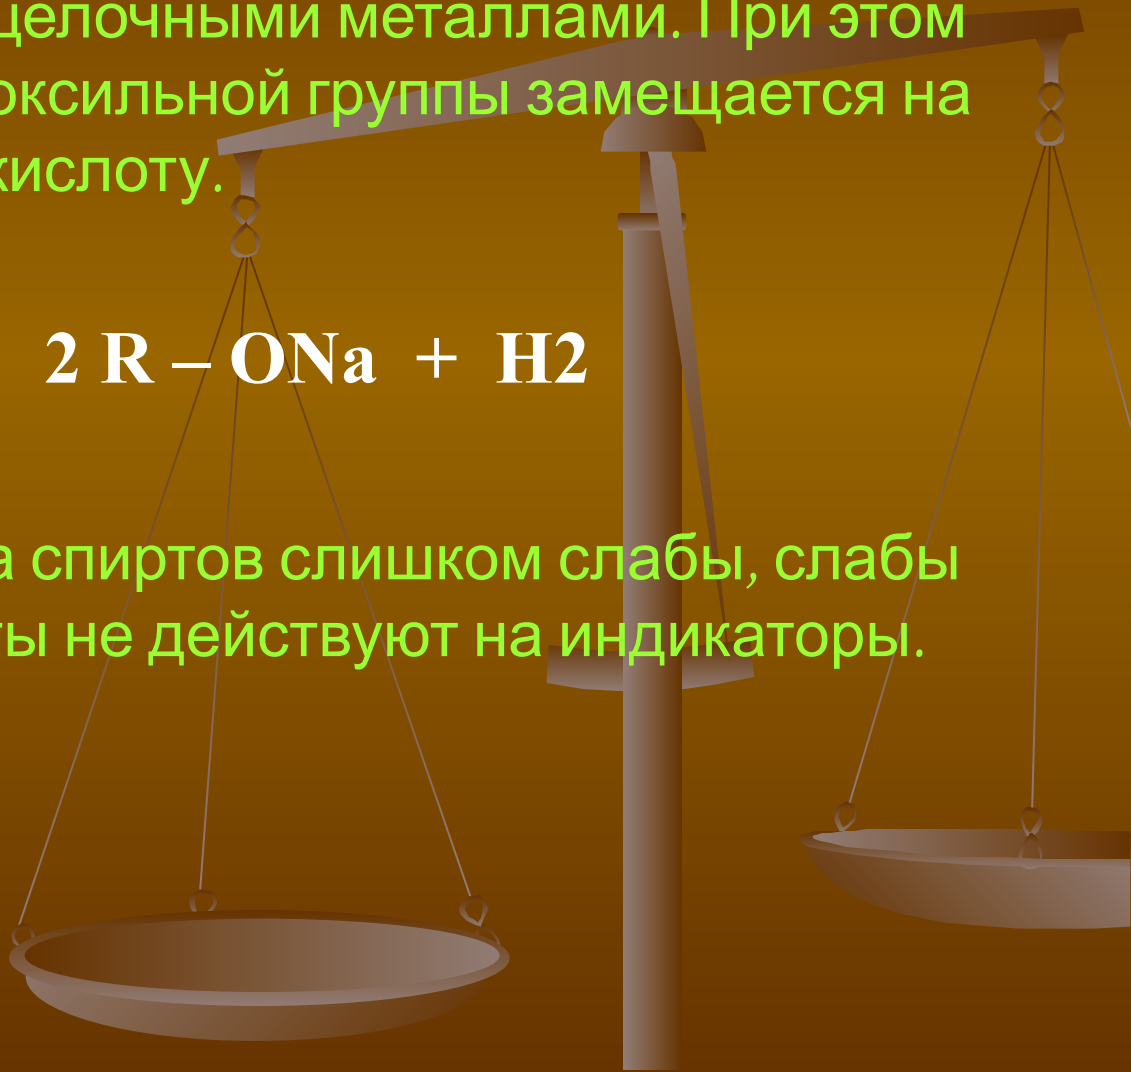 щелочными металлами. При этом
оксильной группы замещается на
кислоту.
2 R – ONa + H2
а спиртов слишком слабы, слабы
ты не действуют на индикаторы.